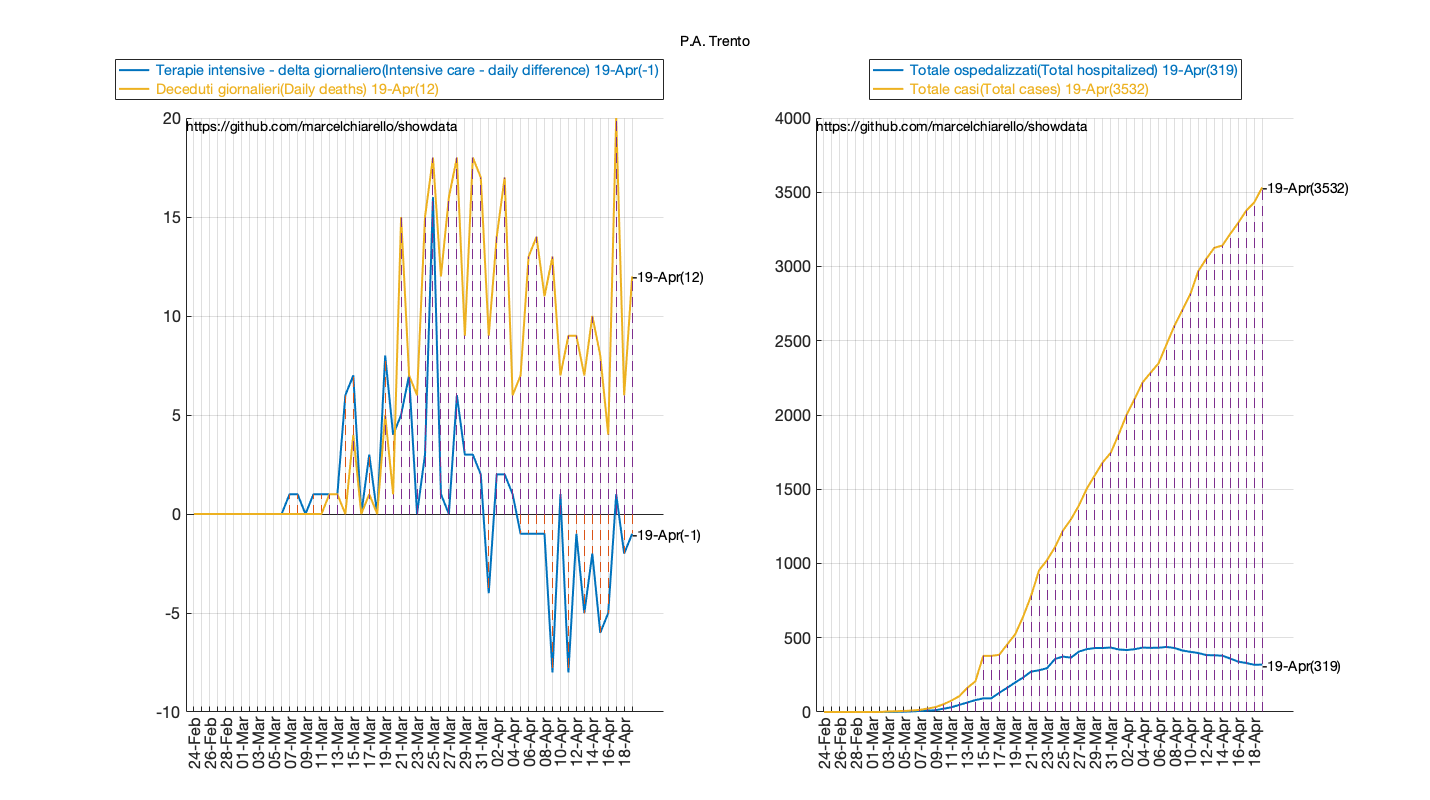 P.A. Trento
Terapie intensive - delta giornaliero(Intensive care - daily difference) 19-Apr(-1)
Deceduti giornalieri(Daily deaths) 19-Apr(12)
https://github.com/marcelchiarello/showdata
20
15
10
5
0
-5
-10
-19-Apr(12)
-19-Apr(-1)
24-Feb
26-Feb
28-Feb
01-Mar
03-Mar
05-Mar
07-Mar
09-Mar
11-Mar
13-Mar
15-Mar
17-Mar
19-Mar
21-Mar
23-Mar
25-Mar
27-Mar
29-Mar
31-Mar
02-Apr
04-Apr
06-Apr
08-Apr
10-Apr
12-Apr
14-Apr
16-Apr
18-Apr
Totale ospedalizzati(Total hospitalized) 19-Apr(319)
Totale casi(Total cases) 19-Apr(3532)
https://github.com/marcelchiarello/showdata
4000
3500
3000
2500
2000
1500
1000
500
0
-19-Apr(3532)
-19-Apr(319)
24-Feb
26-Feb
28-Feb
01-Mar
03-Mar
05-Mar
07-Mar
09-Mar
11-Mar
13-Mar
15-Mar
17-Mar
19-Mar
21-Mar
23-Mar
25-Mar
27-Mar
29-Mar
31-Mar
02-Apr
04-Apr
06-Apr
08-Apr
10-Apr
12-Apr
14-Apr
16-Apr
18-Apr